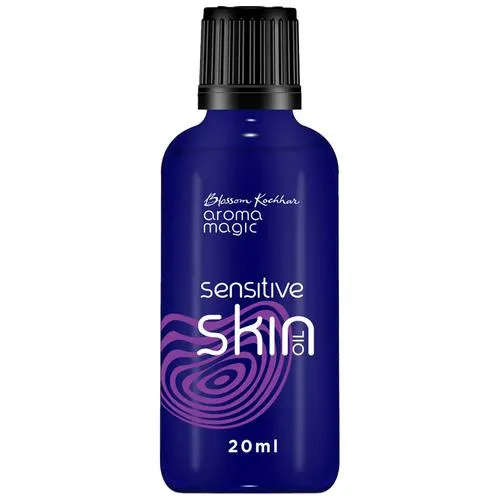 Blossom Kochhar
aroma
magic
sensitive
skin
OIL
20ml